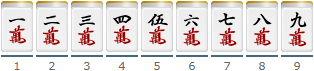 一 二 三 四 伍 六 七 八 九
萬 萬 萬 萬 萬 萬 萬 萬 萬
1 2 3 4 5 6 7 8 9